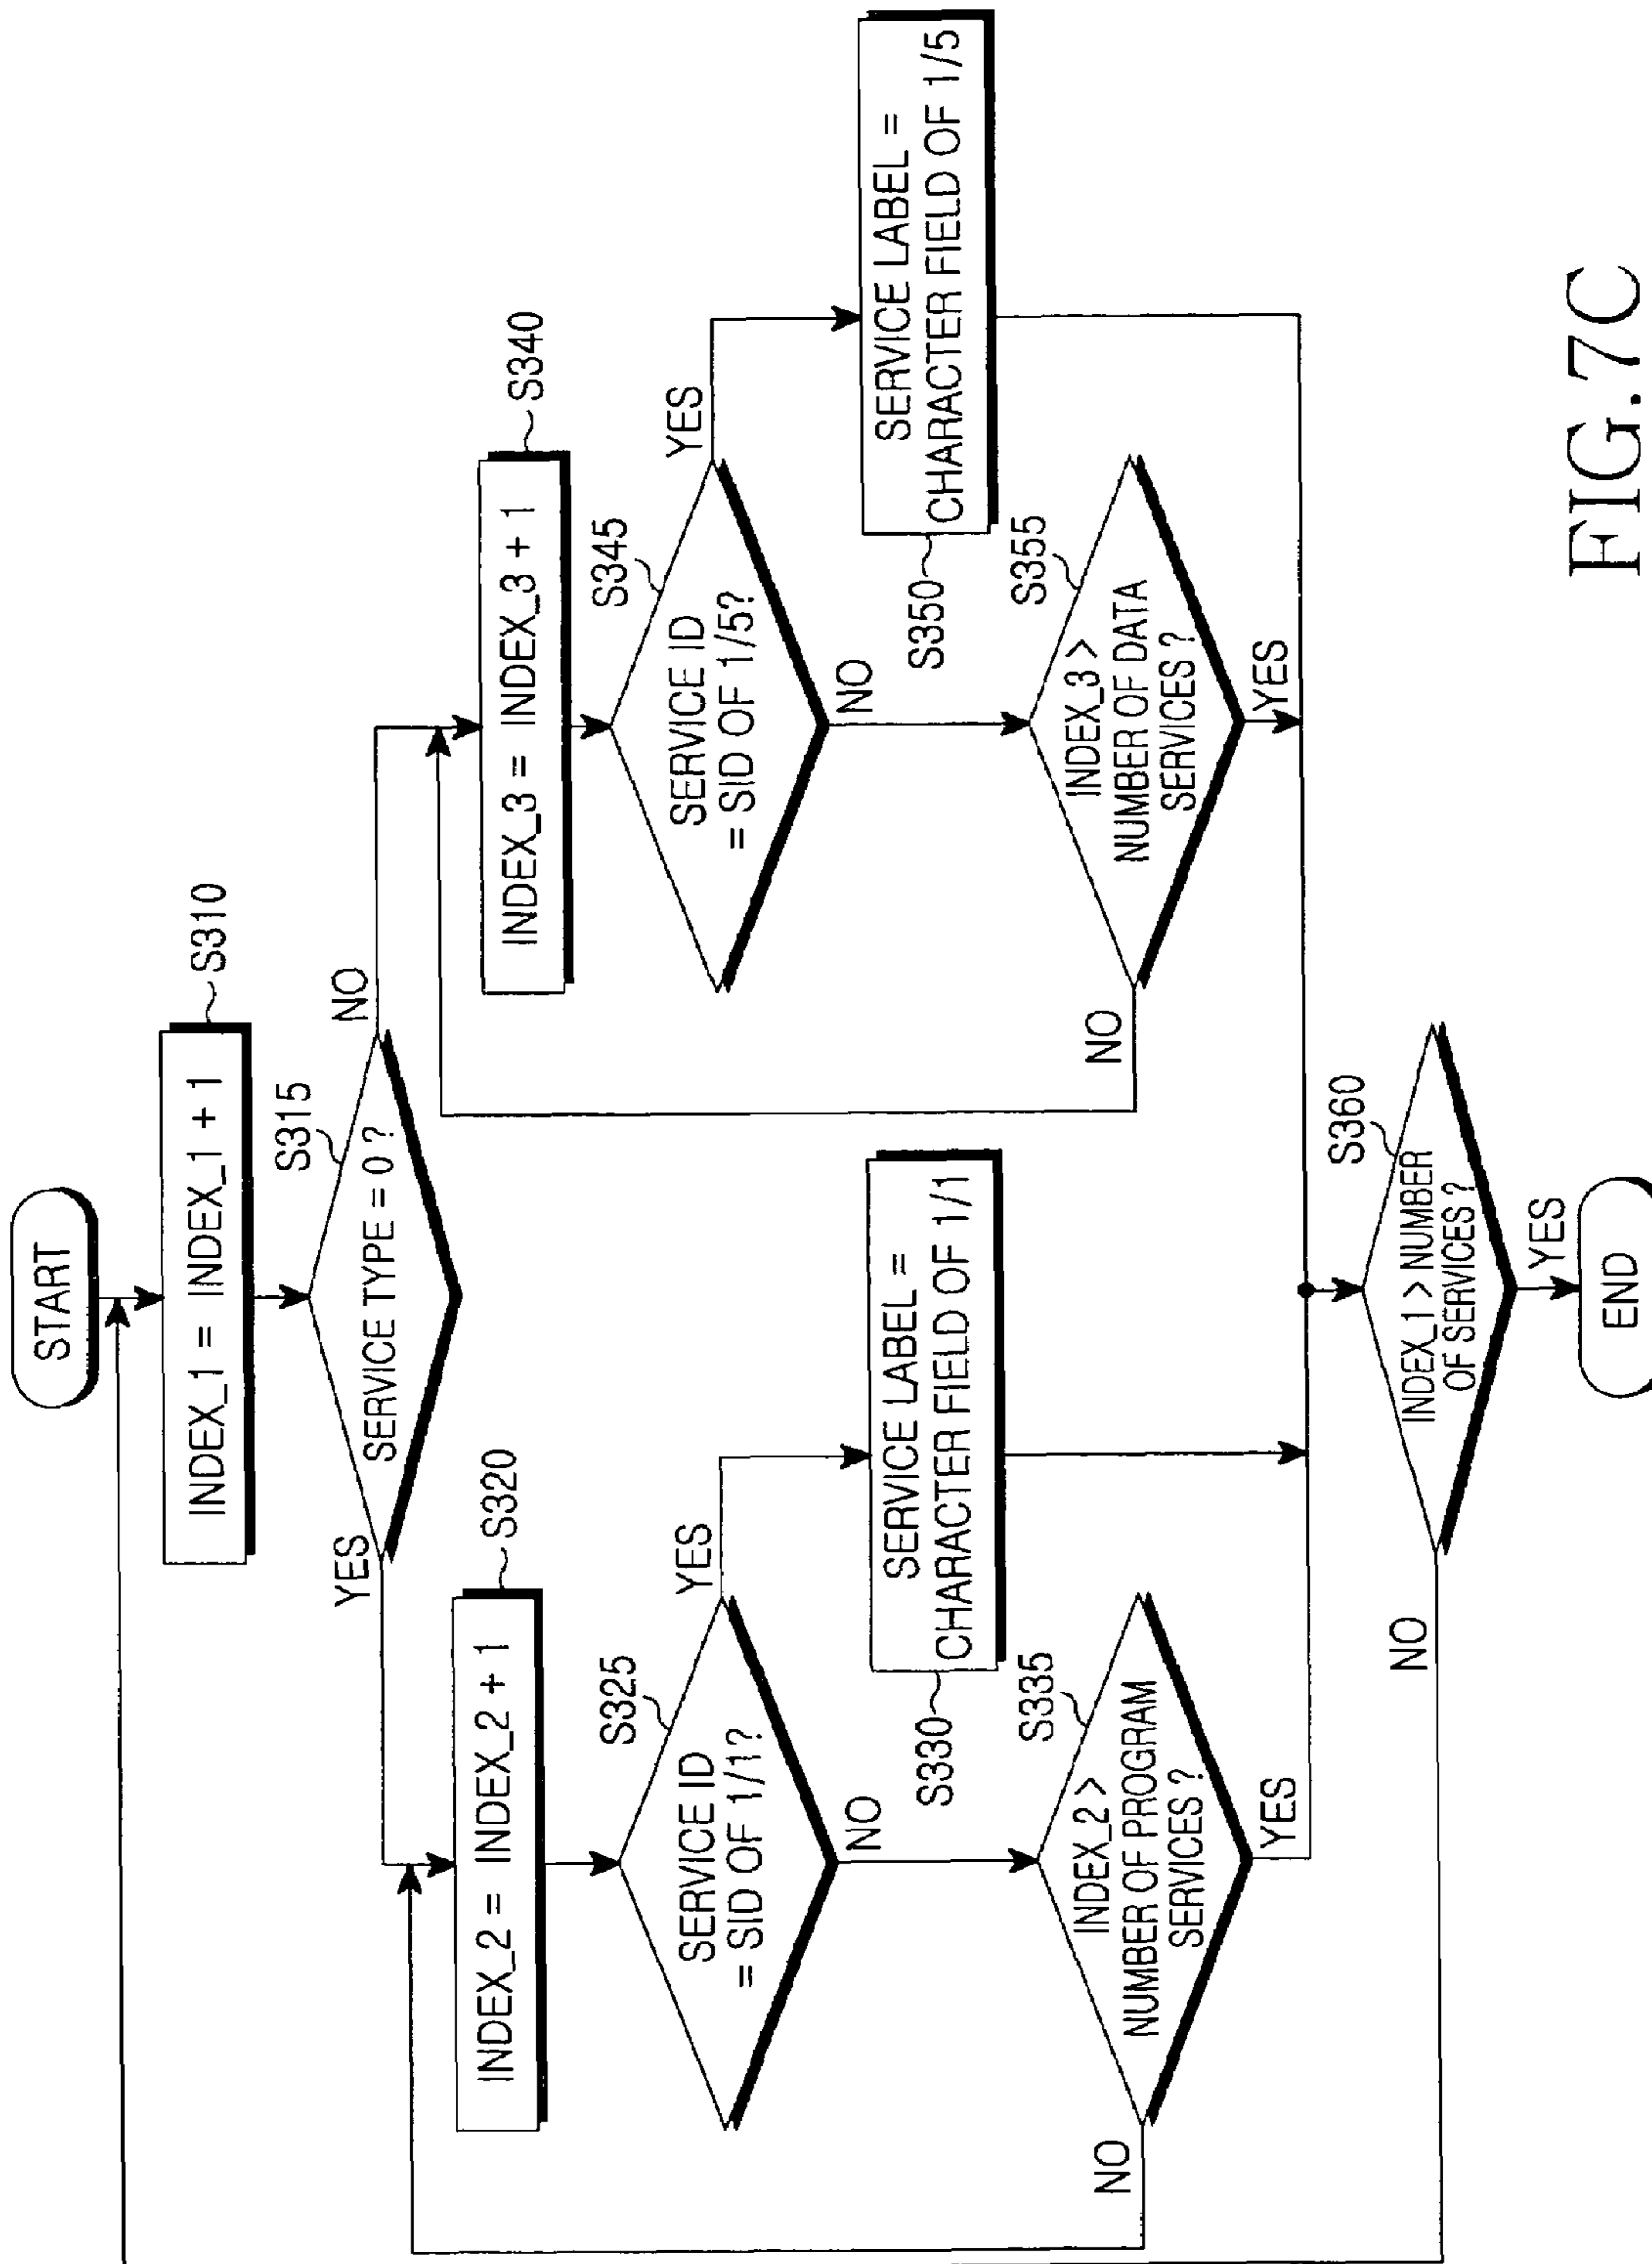 START
INDEX_1 = INDEX_1 + 1
S310
SERVICE TYPE = 0 ?
S315
YES
NO
INDEX_2 = INDEX_2 + 1
S320
SERVICE ID
= SID OF 1/1?
S325
YES
NO
SERVICE LABEL =
CHARACTER FIELD OF 1/1
S330
INDEX_2 >
NUMBER OF PROGRAM
SERVICES ?
S335
NO
YES
INDEX_3 = INDEX_3 + 1
S340
SERVICE ID
= SID OF 1/5?
S345
YES
NO
SERVICE LABEL =
CHARACTER FIELD OF 1/5
S350
INDEX_3 >
NUMBER OF DATA
SERVICES ?
S355
NO
YES
INDEX_1 > NUMBER
OF SERVICES ?
S360
NO
YES
END
FIG.7C